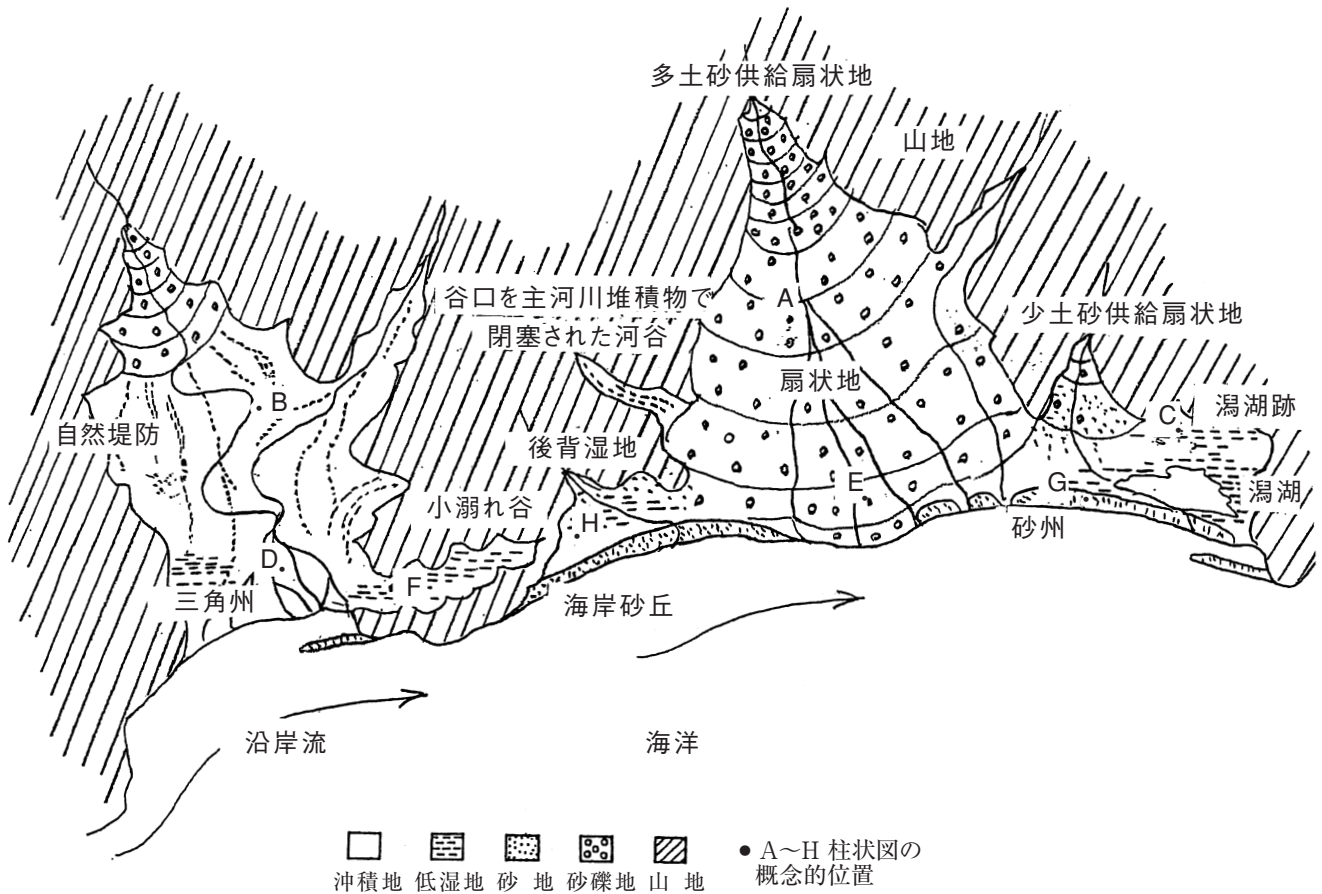 多土砂供給扇状地
山地
谷口を主河川堆積物で
閉塞された河谷
A
少土砂供給扇状地
扇状地
B
C
潟湖跡
自然堤防
後背湿地
E
G
潟湖
小溺れ谷
H
砂州
D
F
三角州
海岸砂丘
沿岸流
海洋
沖積地 低湿地 砂 地 砂礫地 山 地
● A~H 柱状図の
概念的位置